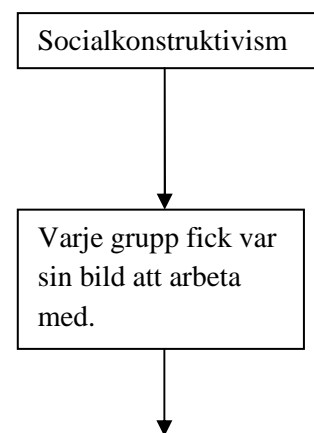 Socialkonstruktivism
Varje grupp fick var
sin bild att arbeta
med.